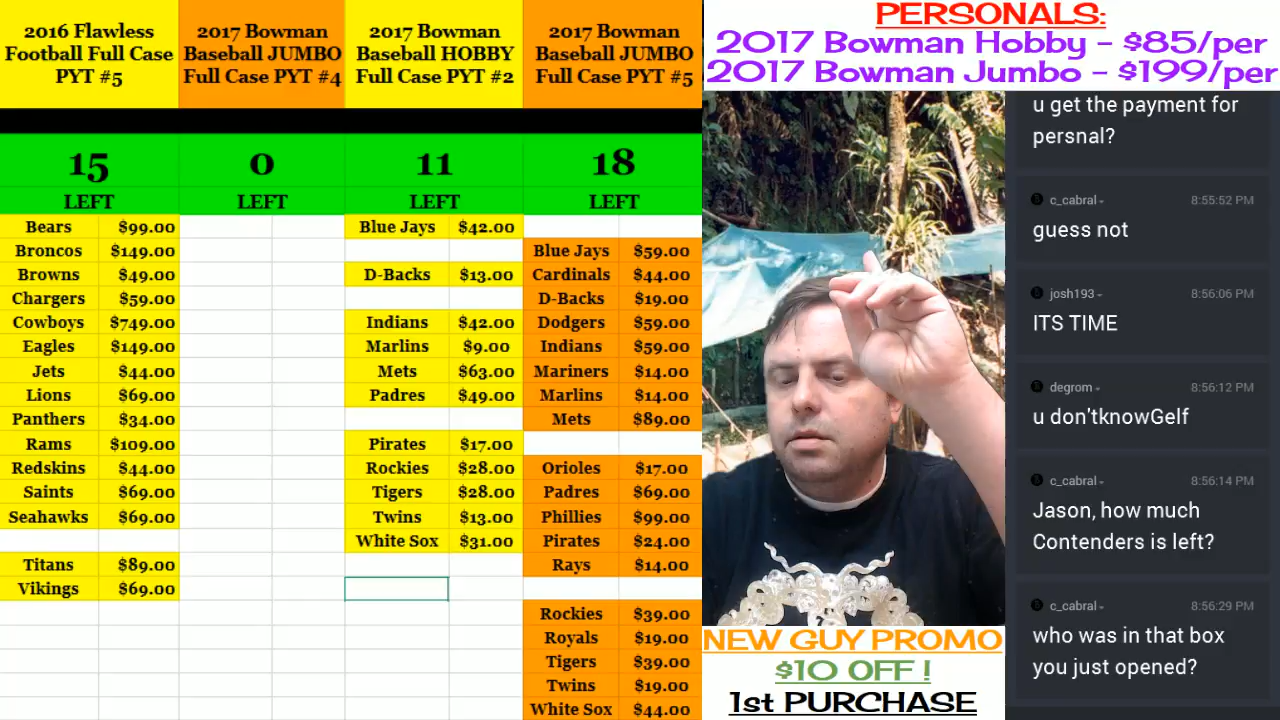 2016 Flawless
Football Full Case
PYT #5
2017 Bowman
Baseball JUMBO
Full Case PYT #4
2017 Bowman
Baseball HOBBY
Full Case PYT #2
2017 Bowman
Baseball JUMBO
Full Case PYT #5
15 0 11 18
LEFT LEFT LEFT LEFT
Bears $99.00 Blue Jays $42.00
Broncos $149.00 Blue Jays $59.00
Browns $49.00 D-Backs $13.00 Cardinals $44.00
Chargers $59.00 D-Backs $19.00
Cowboys $749.00 Indians $42.00 Dodgers $59.00
Eagles $149.00 Marlins $9.00 Indians $59.00
Jets $44.00 Mets $63.00 Mariners $14.00
Lions $69.00 Padres $49.00 Marlins $14.00
Panthers $34.00 Mets $89.00
Rams $109.00 Pirates $17.00
Redskins $44.00 Rockies $28.00 Orioles $17.00
Saints $69.00 Tigers $28.00 Padres $69.00
Seahawks $69.00 Twins $13.00 Phillies $99.00
White Sox $31.00 Pirates $24.00
Titans $89.00 Rays $14.00
Vikings $69.00
Rockies $39.00
Royals $19.00
Tigers $39.00
Twins $19.00
White Sox $44.00
PERSONALS:
2017 Bowman Hobby - $85/per
2017 Bowman Jumbo - $199/per
NEW GUY PROMO
$10 OFF !
1st PURCHASE
u get the payment for
persnal?
c_cabral 8:55:52 PM
guess not
josh193 8:56:06 PM
ITS TIME
degrom 8:56:12 PM
u don'tknowGelf
c_cabral 8:56:14 PM
Jason, how much
Contenders is left?
c_cabral 8:56:29 PM
who was in that box
you just opened?